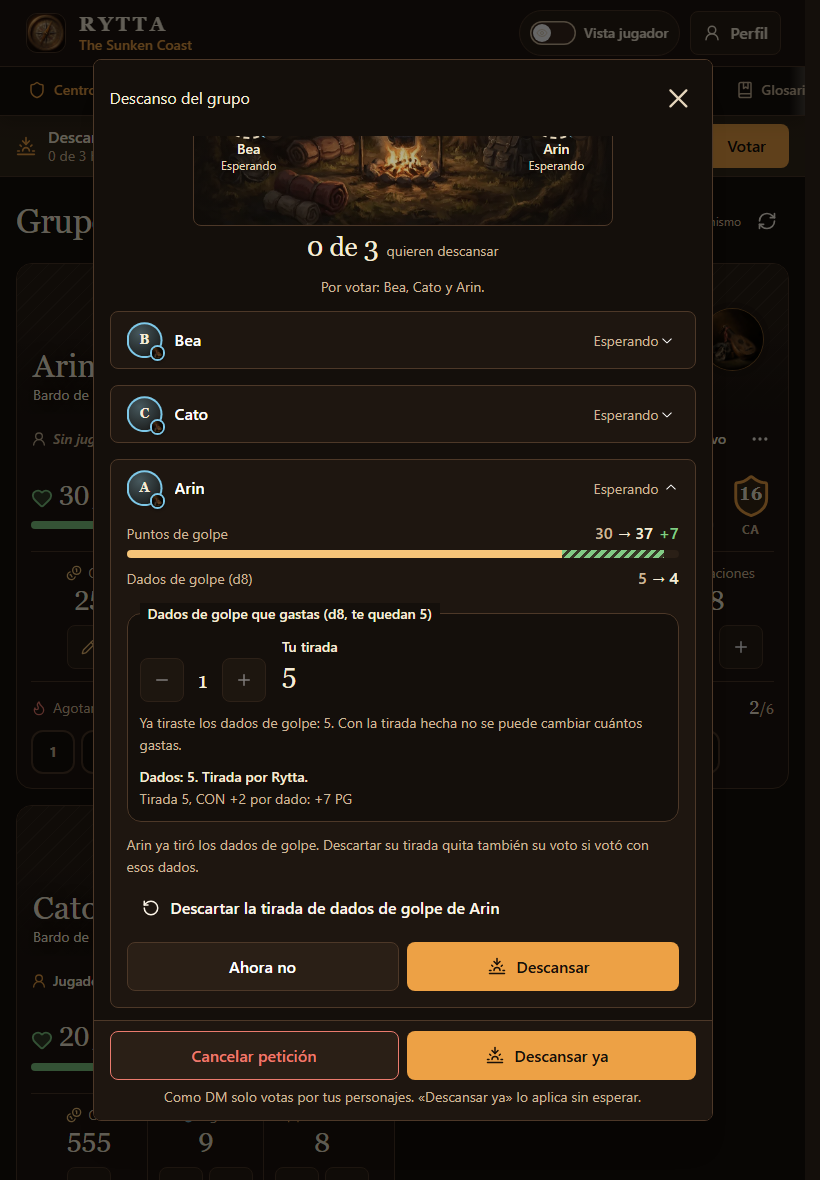 RYTTA
The Sunken Coast
Vista jugador
Perfil
Centro
Glosari
Descan
0 de 3
Votar
Grup
ismo
Descanso del grupo
Bea
Esperando
Arin
Esperando
0 de 3 quieren descansar
Por votar: Bea, Cato y Arin.
B Bea Esperando
C Cato Esperando
A Arin Esperando
Puntos de golpe 30 → 37 +7
Dados de golpe (d8) 5 → 4
Dados de golpe que gastas (d8, te quedan 5)
Tu tirada
− 1 + 5
Ya tiraste los dados de golpe: 5. Con la tirada hecha no se puede cambiar cuántos
gastas.
Dados: 5. Tirada por Rytta.
Tirada 5, CON +2 por dado: +7 PG
Arin ya tiró los dados de golpe. Descartar su tirada quita también su voto si votó con
esos dados.
Descartar la tirada de dados de golpe de Arin
Ahora no
Descansar
Cancelar petición
Descansar ya
Como DM solo votas por tus personajes. «Descansar ya» lo aplica sin esperar.
Arin
Bardo de
Sin jug
vo
30
16
CA
ciones
25
8
+
Agotar
2/6
1
Cato
Bardo de
Jugad
20
555
9
8